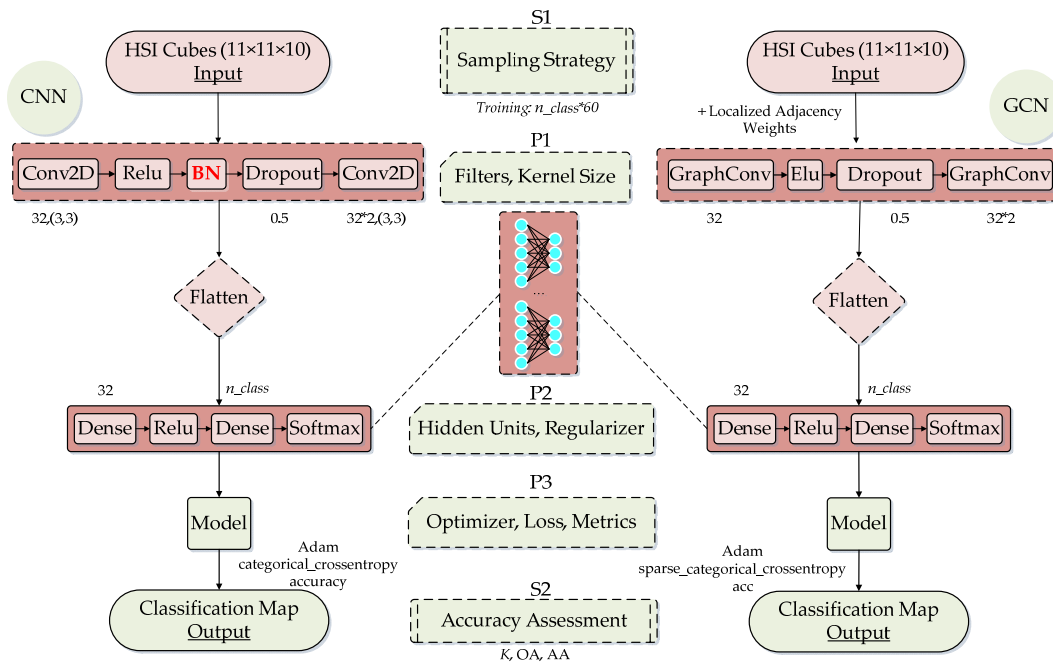 S1
HSI Cubes (11×11×10)
Input
Sampling Strategy
HSI Cubes (11×11×10)
Input
CNN
GCN
Troining: n_class*60
+ Localized Adjacency
Weights
P1
Conv2D
Relu
BN
Dropout
Conv2D
Filters, Kernel Size
GraphConv
Elu
Dropout
GraphConv
32,(3,3)
0.5
32*2,(3,3)
32
0.5
32*2
...
Flatten
Flatten
P2
32
n_class
32
n_class
Dense
Relu
Dense
Softmax
Hidden Units, Regularizer
Dense
Relu
Dense
Softmax
P3
Model
Optimizer, Loss, Metrics
Model
Adam
categorical_crossentropy
accuracy
Adam
sparse_categorical_crossentropy
acc
S2
Classification Map
Output
Accuracy Assessment
Classification Map
Output
K, OA, AA